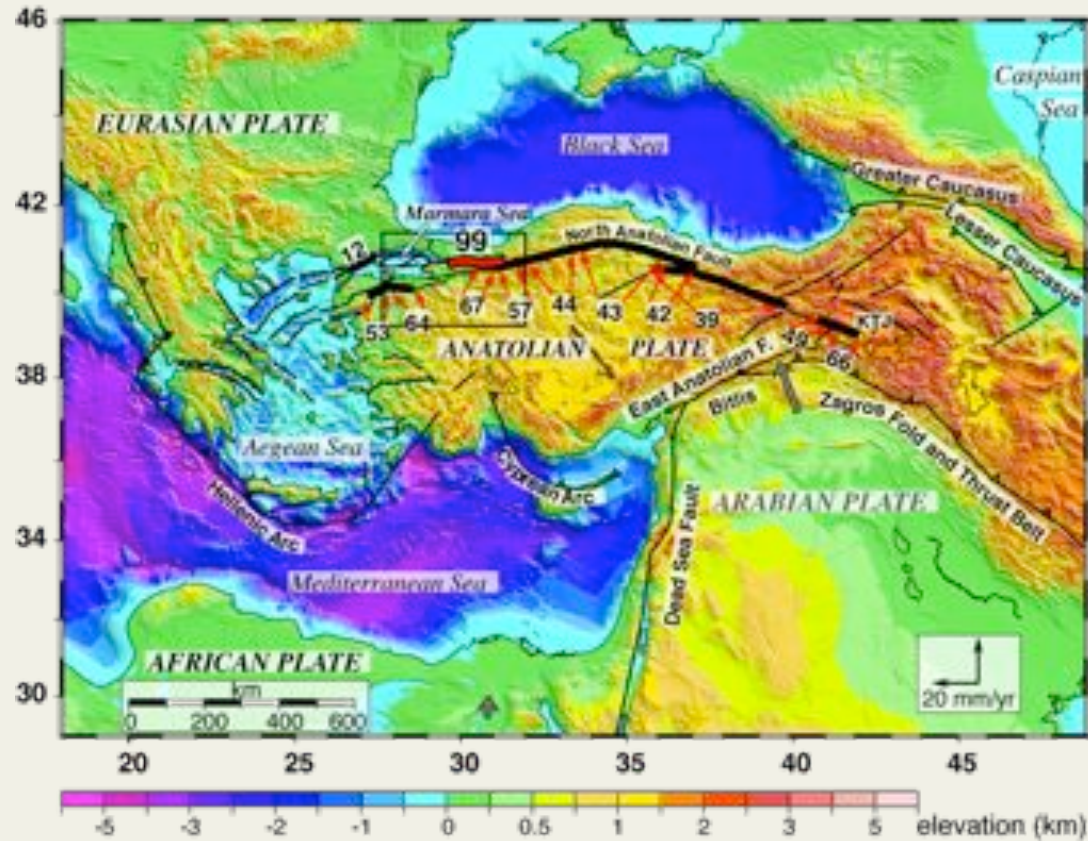 46
42
38
34
30
EURASIAN PLATE
Black Sea
Caspian
Sea
Greater Caucasus
Lesser Caucasus
Marmara Sea
12
99
North Anatolian Fault
67
57
44
43
42
39
53
64
KTJ
49
66
ANATOLIAN PLATE
East Anatolian F.
Bitlis
Zagros Fold and Thrust Belt
Aegean Sea
Cyprean Arc
Hellenic Arc
ARABIAN PLATE
Dead Sea Fault
Mediterranean Sea
AFRICAN PLATE
km
0 200 400 600
20 mm/yr
20 25 30 35 40 45
-5 -3 -2 -1 0 0.5 1 2 3 5 elevation (km)